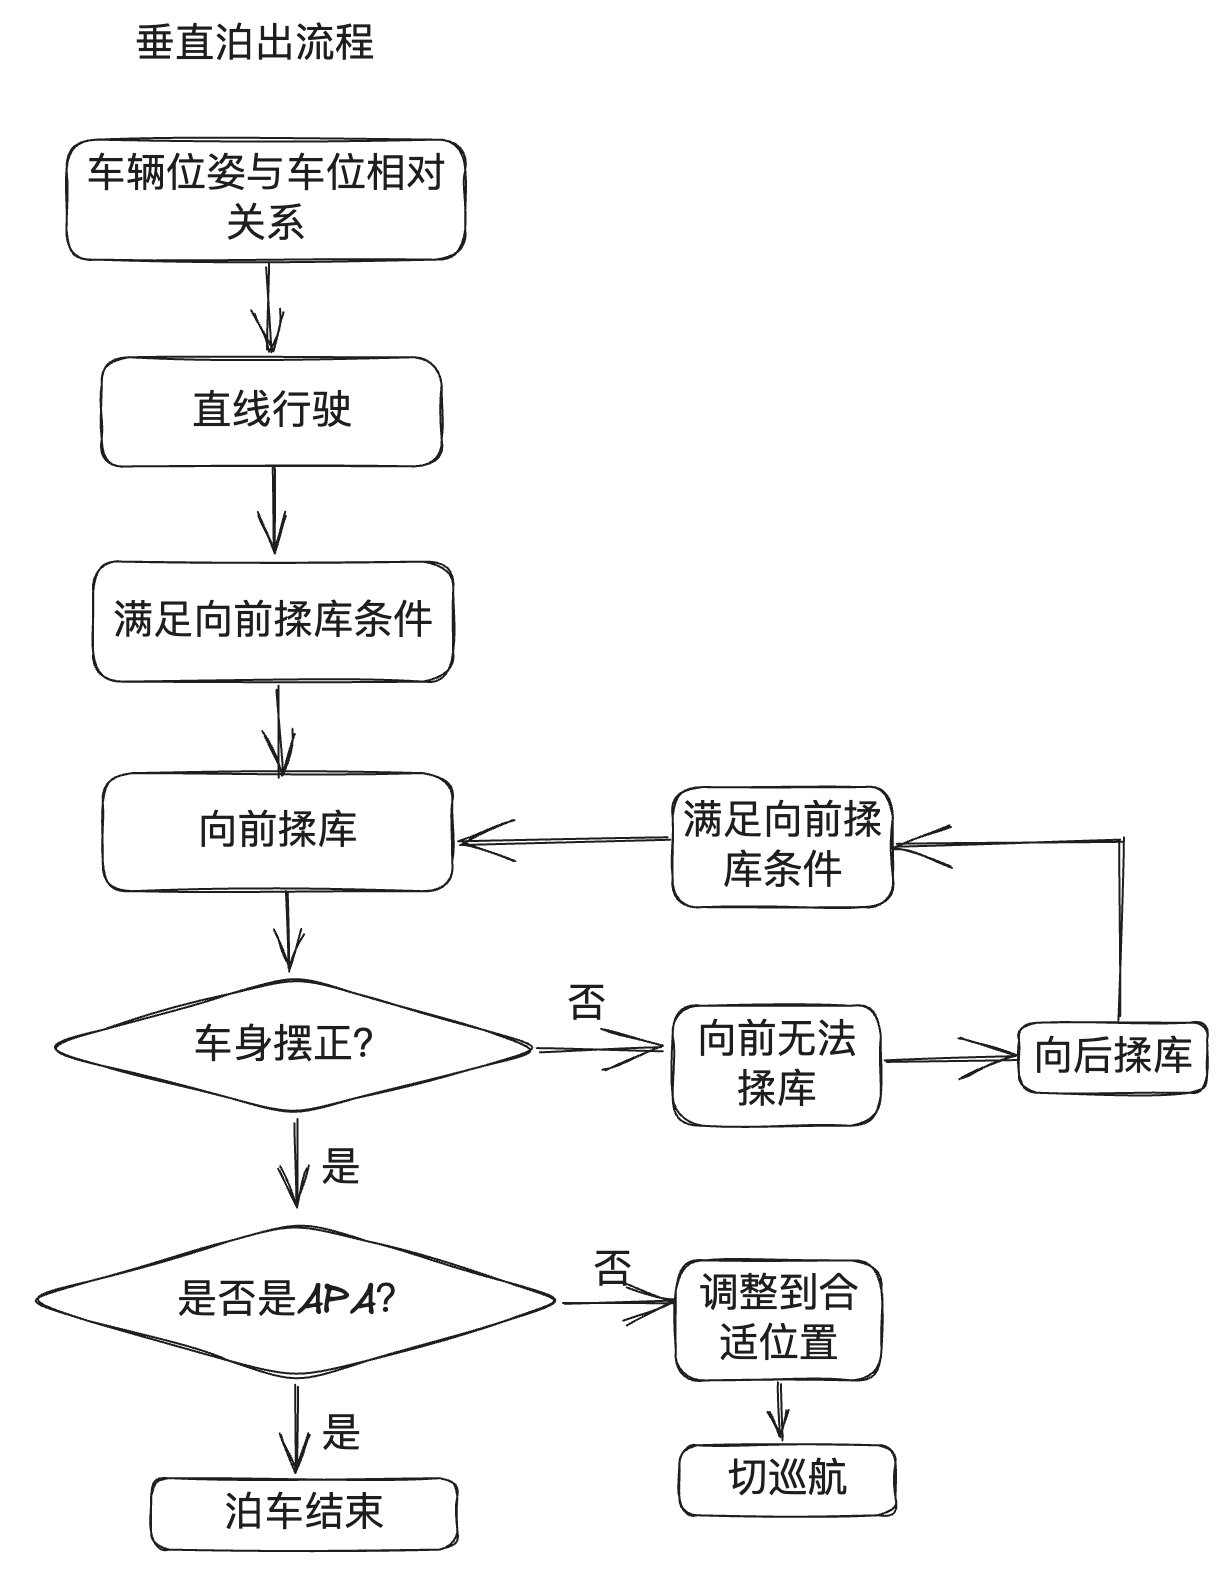 垂直泊出流程
车辆位姿与车位相对
关系
直线行驶
满足向前揉库条件
向前揉库
满足向前揉
库条件
车身摆正?
否
向前无法
揉库
向后揉库
是
是否是APA?
否
调整到合
适位置
是
切巡航
泊车结束